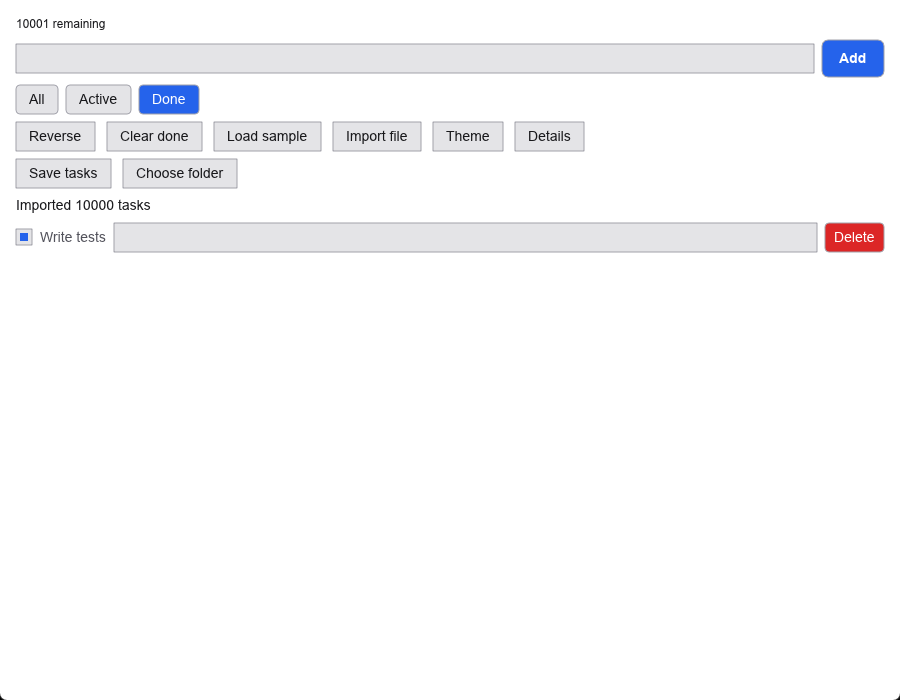 10001 remaining
Add
All Active Done
Reverse Clear done Load sample Import file Theme Details
Save tasks Choose folder
Imported 10000 tasks
Write tests Delete